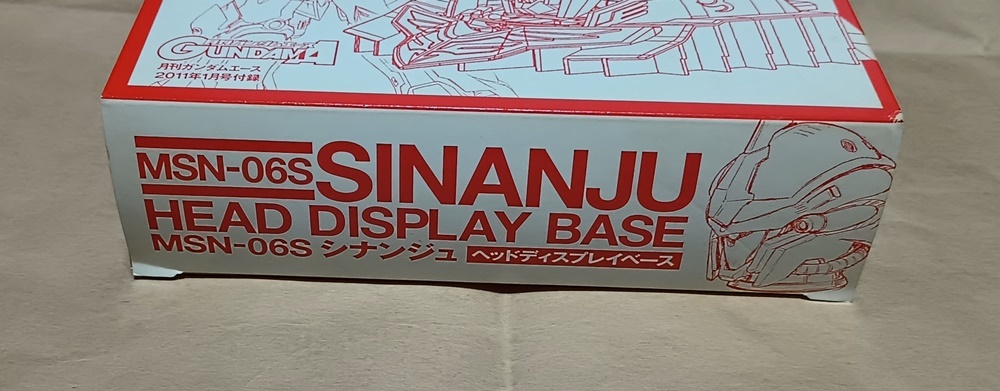 GUNDAM A
月刊ガンダムエース
2011年1月号付録
MSN-06S SINANJU
HEAD DISPLAY BASE
MSN-06S シナンジュ ヘッドディスプレイベース